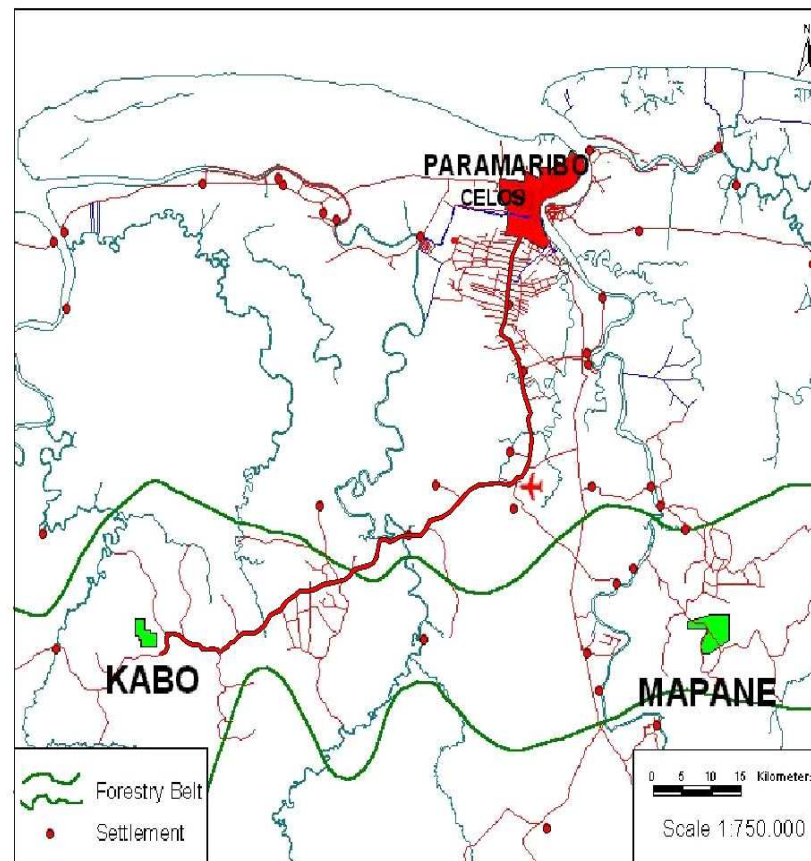 N
PARAMARIBO
CELOS
KABO
MAPANE
Forestry Belt
Settlement
0 5 10 15 Kilometers
Scale 1:750.000